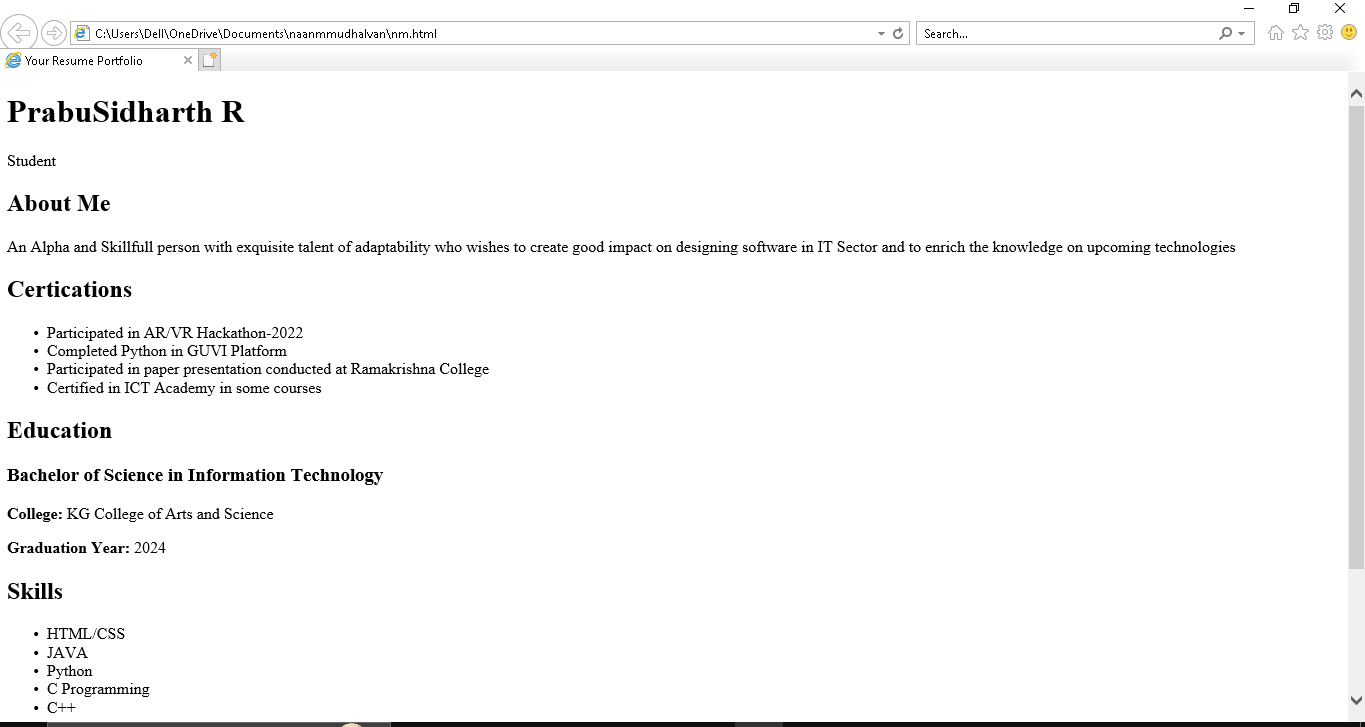 C:\Users\Dell\OneDrive\Documents\naanmmudhalvan\nm.html
Search...
Your Resume Portfolio
PrabuSidharth R
Student
About Me
An Alpha and Skillfull person with exquisite talent of adaptability who wishes to create good impact on designing software in IT Sector and to enrich the knowledge on upcoming technologies
Certications
• Participated in AR/VR Hackathon-2022
• Completed Python in GUVI Platform
• Participated in paper presentation conducted at Ramakrishna College
• Certified in ICT Academy in some courses
Education
Bachelor of Science in Information Technology
College: KG College of Arts and Science
Graduation Year: 2024
Skills
• HTML/CSS
• JAVA
• Python
• C Programming
• C++